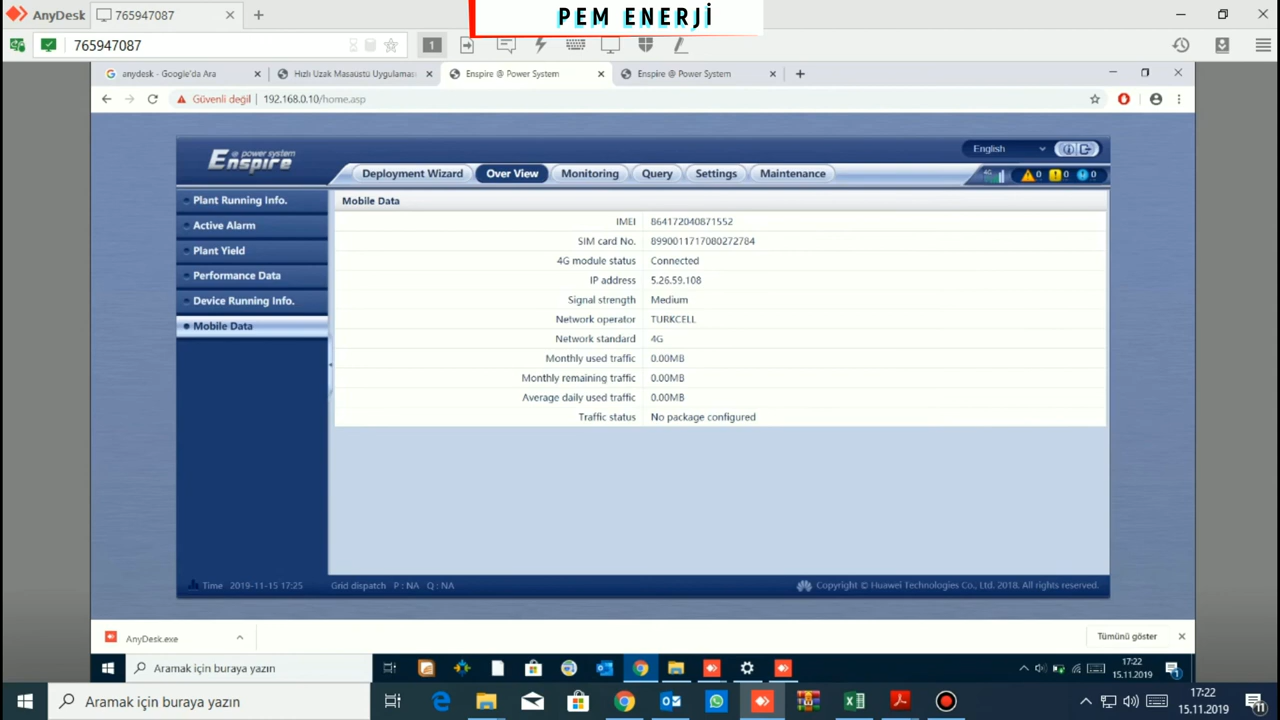 AnyDesk 765947087
PEM ENERJİ
765947087
1
anydesk - Google'da Ara
Hızlı Uzak Masaüstü Uygulaması
Enspire @ Power System
Enspire @ Power System
Güvenli değil 192.168.0.10/home.asp
@ power system
Enspire
English
Deployment Wizard
Over View
Monitoring
Query
Settings
Maintenance
4G
0
0
0
Plant Running Info.
Active Alarm
Plant Yield
Performance Data
Device Running Info.
Mobile Data
Mobile Data
IMEI 864172040871552
SIM card No. 8990011717080272784
4G module status Connected
IP address 5.26.59.108
Signal strength Medium
Network operator TURKCELL
Network standard 4G
Monthly used traffic 0.00MB
Monthly remaining traffic 0.00MB
Average daily used traffic 0.00MB
Traffic status No package configured
Time 2019-11-15 17:25 Grid dispatch P : NA Q : NA
Copyright © Huawei Technologies Co., Ltd. 2018. All rights reserved.
AnyDesk.exe
Tümünü göster
Aramak için buraya yazın
17:22
15.11.2019
1
Aramak için buraya yazın
17:22
15.11.2019
11